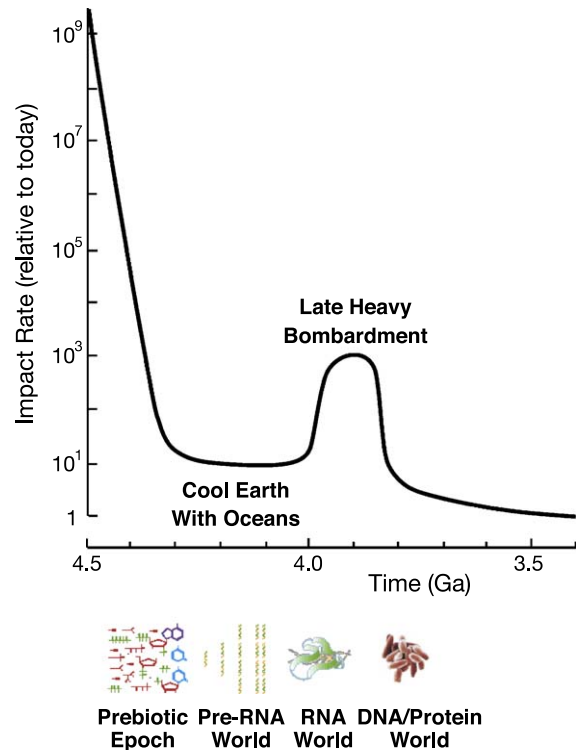 Impact Rate (relative to today)
10⁹
10⁷
10⁵
10³
10¹
1
Late Heavy
Bombardment
Cool Earth
With Oceans
4.5
4.0
3.5
Time (Ga)
Prebiotic
Epoch
Pre-RNA
World
RNA
World
DNA/Protein
World